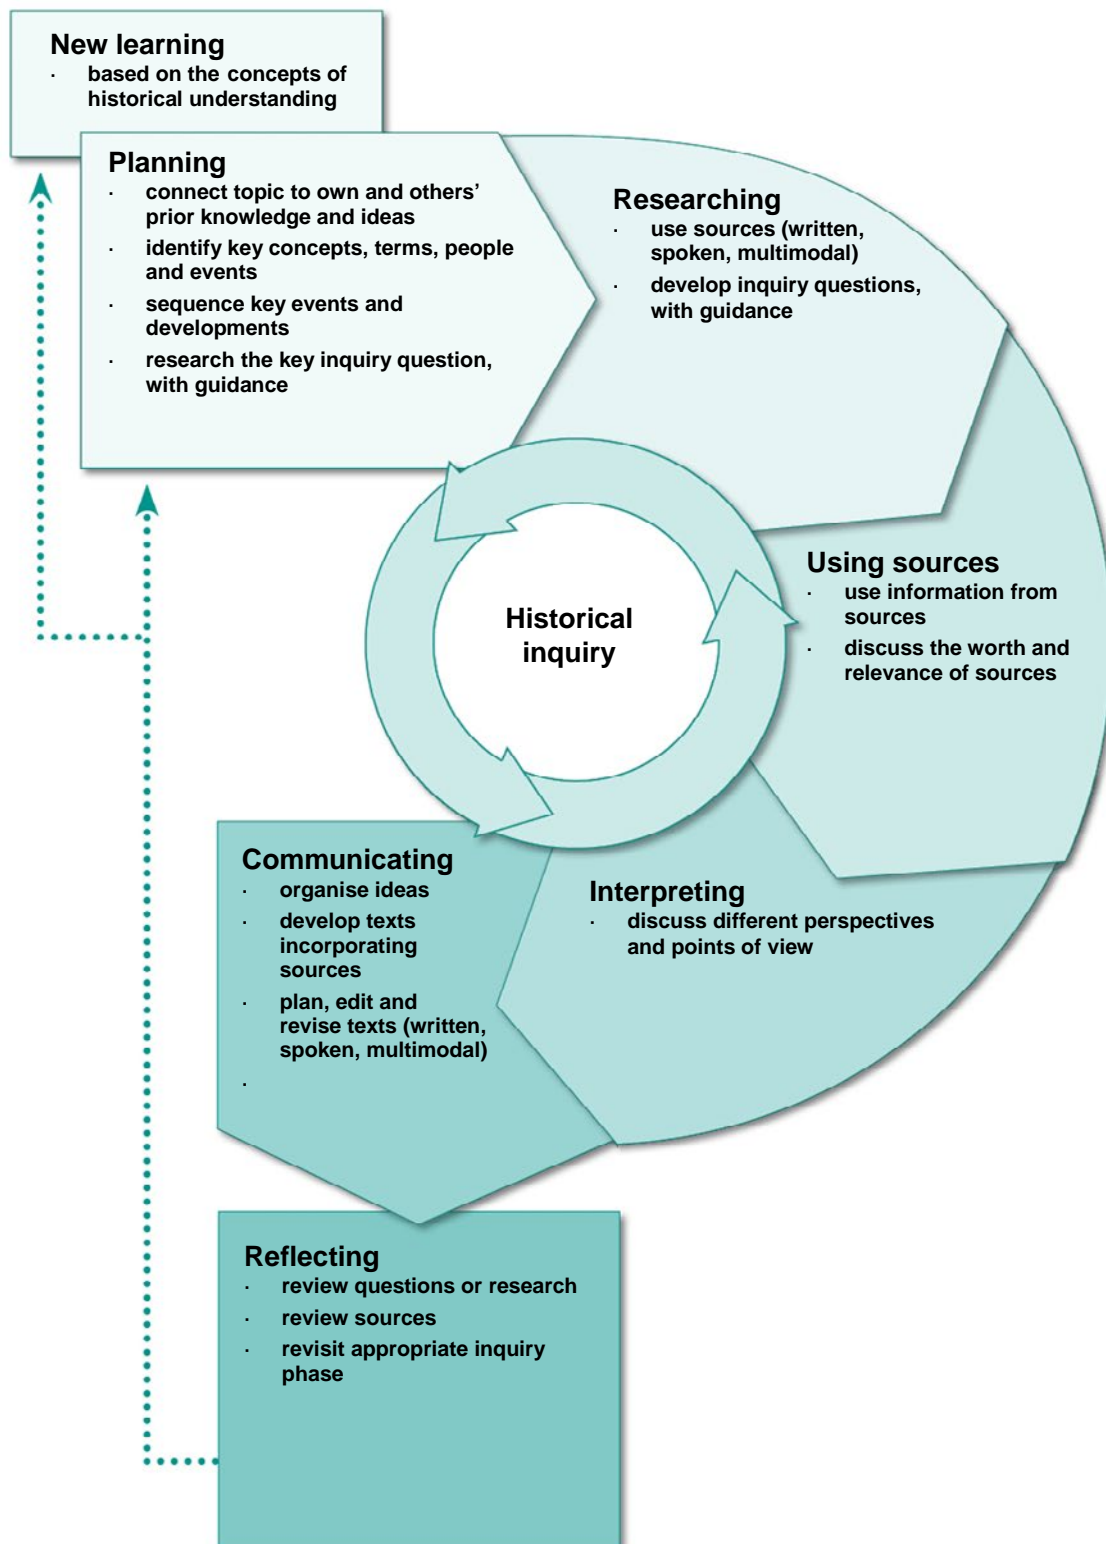 New learning
· based on the concepts of
historical understanding
Planning
· connect topic to own and others’
prior knowledge and ideas
· identify key concepts, terms, people
and events
· sequence key events and
developments
· research the key inquiry question,
with guidance
Researching
· use sources (written,
spoken, multimodal)
· develop inquiry questions,
with guidance
Using sources
· use information from
sources
· discuss the worth and
relevance of sources
Historical
inquiry
Interpreting
· discuss different perspectives
and points of view
Communicating
· organise ideas
· develop texts
incorporating
sources
· plan, edit and
revise texts (written,
spoken, multimodal)
·
Reflecting
· review questions or research
· review sources
· revisit appropriate inquiry
phase